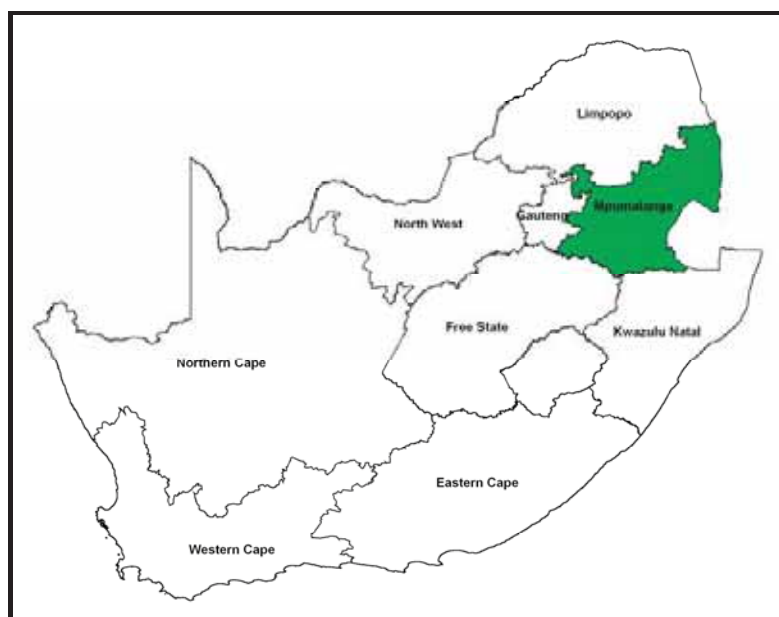 Limpopo
Mpumalanga
Gauteng
North West
Free State
Kwazulu Natal
Northern Cape
Eastern Cape
Western Cape